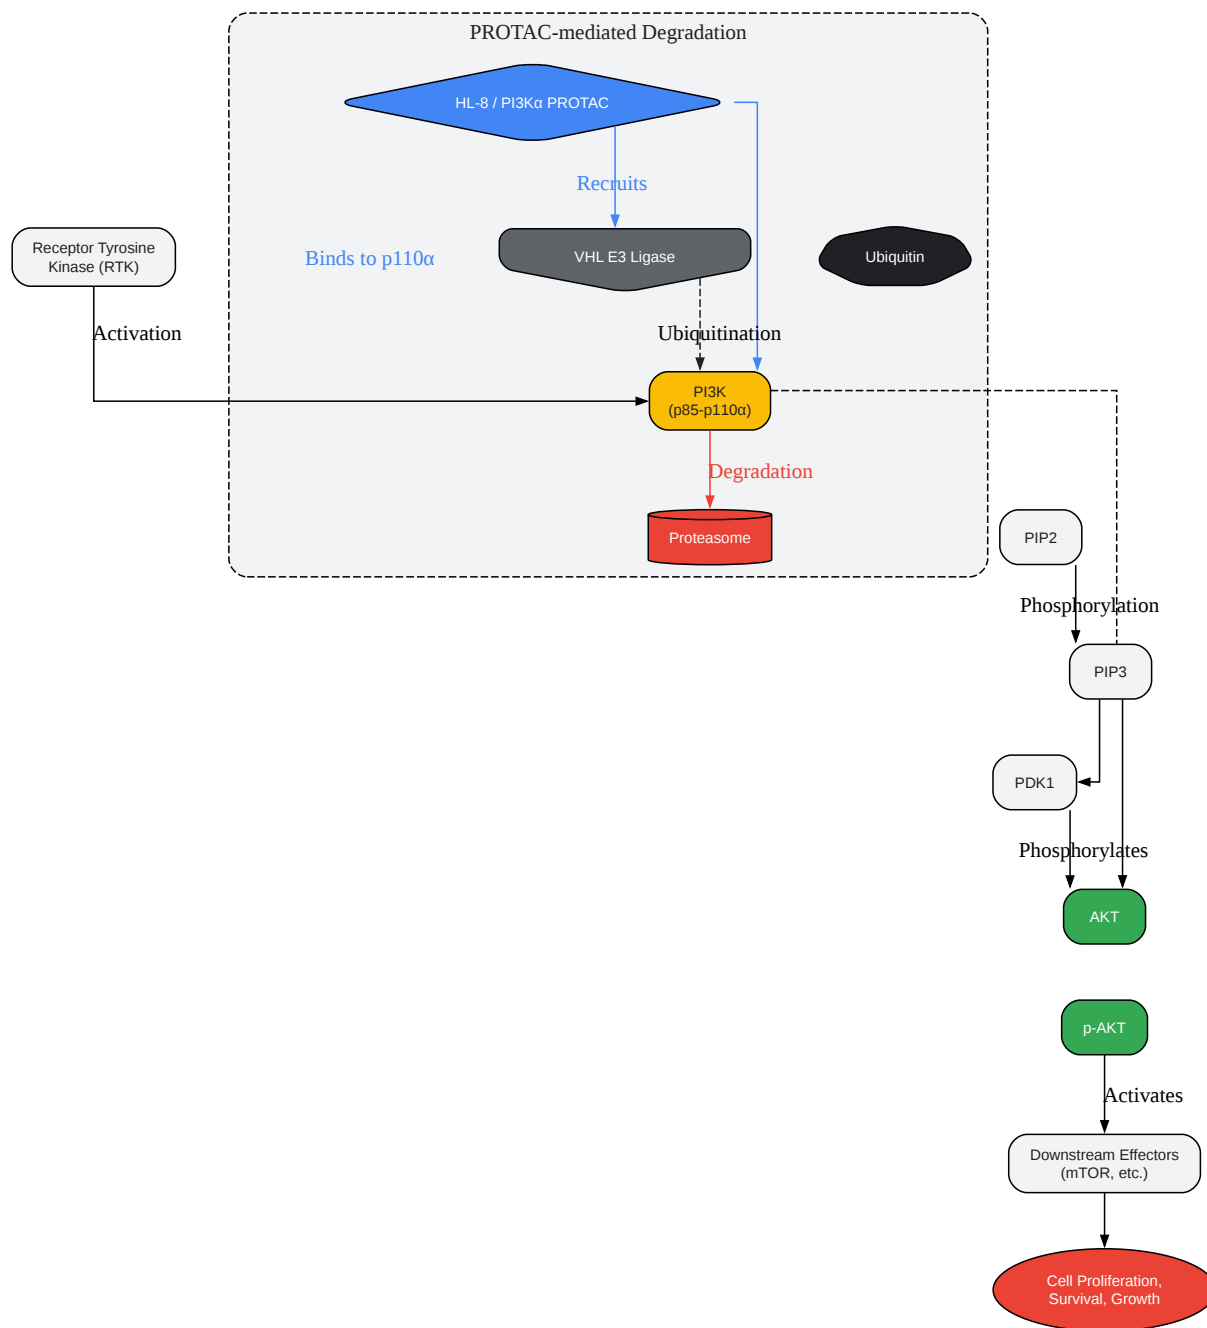 PROTAC-mediated Degradation
HL-8 / PI3Kα PROTAC
Recruits
Receptor Tyrosine
Kinase (RTK)
Binds to p110α
VHL E3 Ligase
Ubiquitin
Activation
Ubiquitination
PI3K
(p85-p110α)
Degradation
Proteasome
PIP2
Phosphorylation
PIP3
PDK1
Phosphorylates
AKT
p-AKT
Activates
Downstream Effectors
(mTOR, etc.)
Cell Proliferation,
Survival, Growth